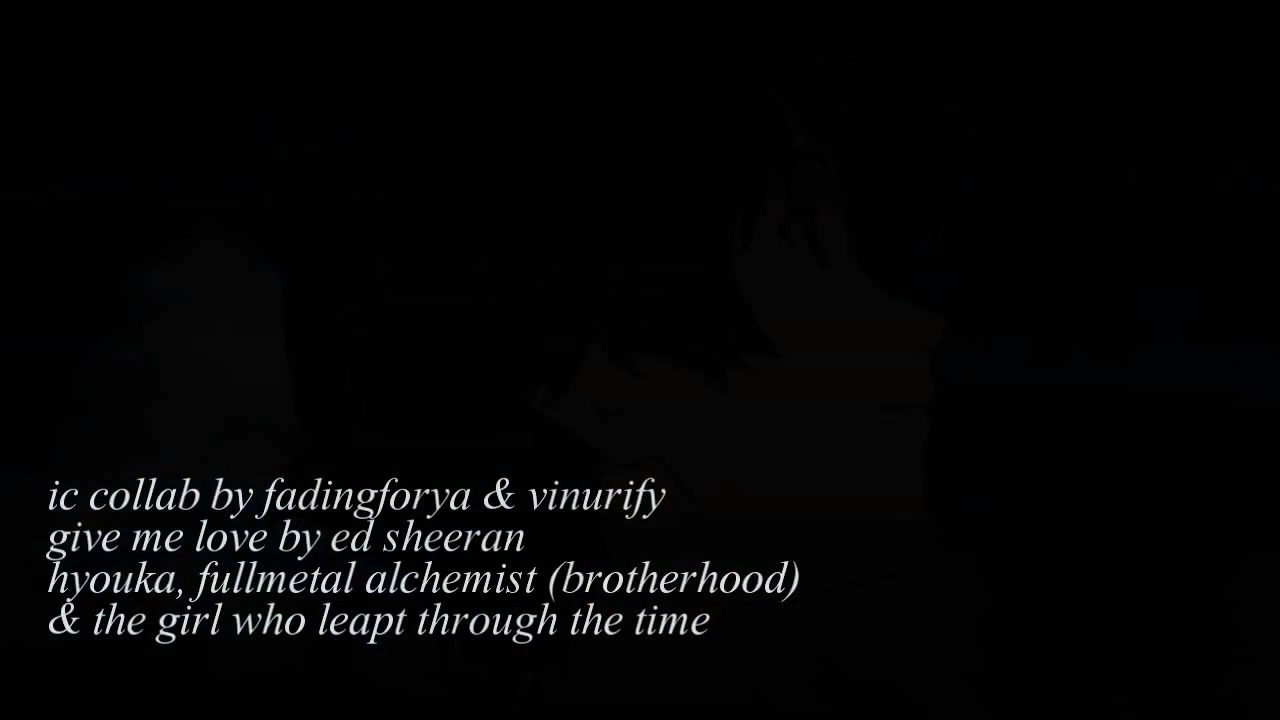 ic collab by fadingforya & vinurify
give me love by ed sheeran
hyouka, fullmetal alchemist (brotherhood)
& the girl who leapt through the time